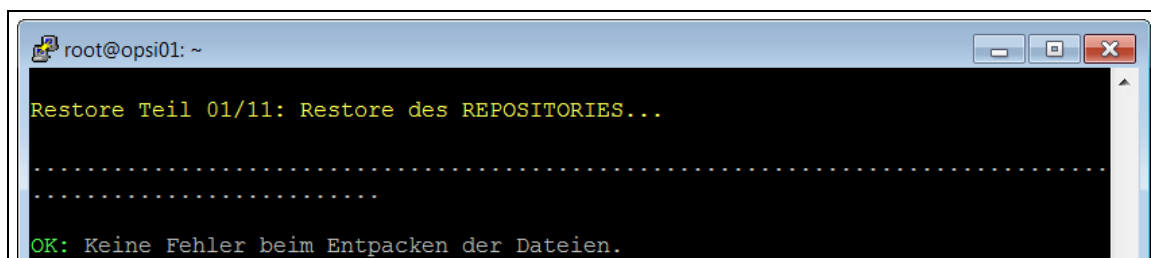 root@opsi01: ~
Restore Teil 01/11: Restore des REPOSITORIES...
................................................................................
..........................
OK: Keine Fehler beim Entpacken der Dateien.